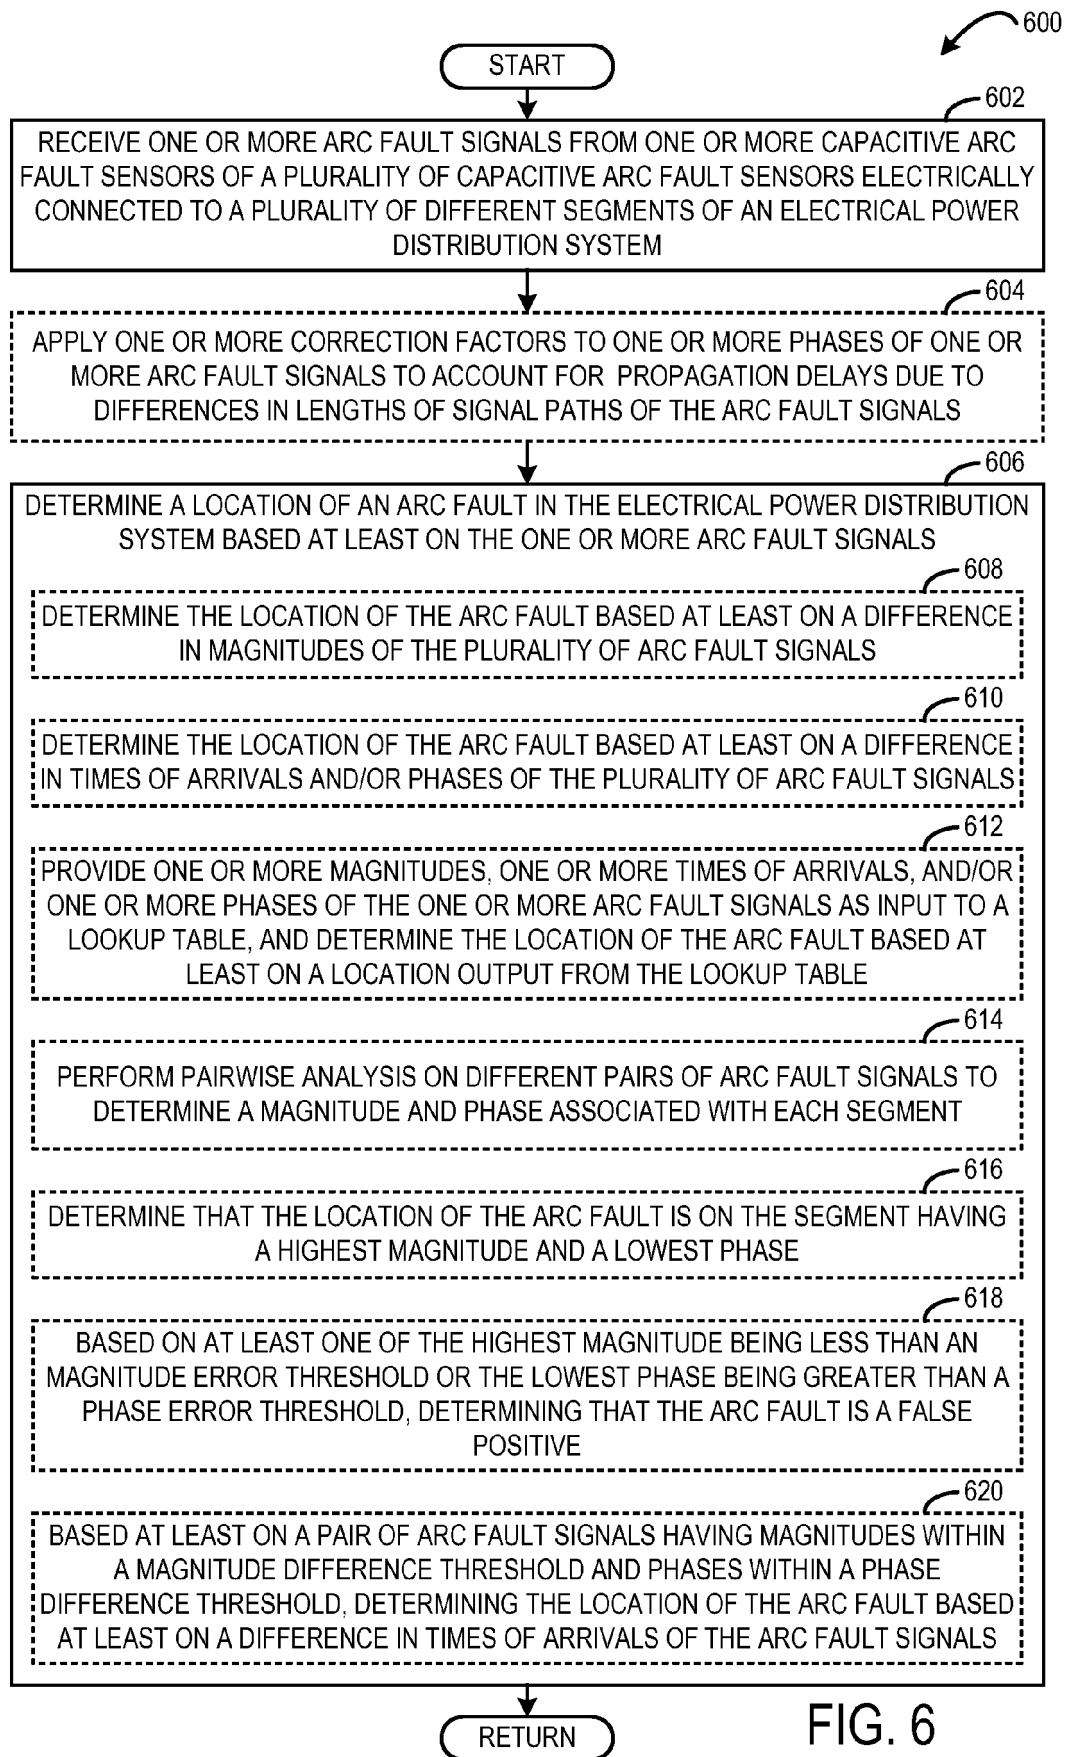 600
START
602
RECEIVE ONE OR MORE ARC FAULT SIGNALS FROM ONE OR MORE CAPACITIVE ARC
FAULT SENSORS OF A PLURALITY OF CAPACITIVE ARC FAULT SENSORS ELECTRICALLY
CONNECTED TO A PLURALITY OF DIFFERENT SEGMENTS OF AN ELECTRICAL POWER
DISTRIBUTION SYSTEM
604
APPLY ONE OR MORE CORRECTION FACTORS TO ONE OR MORE PHASES OF ONE OR
MORE ARC FAULT SIGNALS TO ACCOUNT FOR PROPAGATION DELAYS DUE TO
DIFFERENCES IN LENGTHS OF SIGNAL PATHS OF THE ARC FAULT SIGNALS
606
DETERMINE A LOCATION OF AN ARC FAULT IN THE ELECTRICAL POWER DISTRIBUTION
SYSTEM BASED AT LEAST ON THE ONE OR MORE ARC FAULT SIGNALS
608
DETERMINE THE LOCATION OF THE ARC FAULT BASED AT LEAST ON A DIFFERENCE
IN MAGNITUDES OF THE PLURALITY OF ARC FAULT SIGNALS
610
DETERMINE THE LOCATION OF THE ARC FAULT BASED AT LEAST ON A DIFFERENCE
IN TIMES OF ARRIVALS AND/OR PHASES OF THE PLURALITY OF ARC FAULT SIGNALS
612
PROVIDE ONE OR MORE MAGNITUDES, ONE OR MORE TIMES OF ARRIVALS, AND/OR
ONE OR MORE PHASES OF THE ONE OR MORE ARC FAULT SIGNALS AS INPUT TO A
LOOKUP TABLE, AND DETERMINE THE LOCATION OF THE ARC FAULT BASED AT
LEAST ON A LOCATION OUTPUT FROM THE LOOKUP TABLE
614
PERFORM PAIRWISE ANALYSIS ON DIFFERENT PAIRS OF ARC FAULT SIGNALS TO
DETERMINE A MAGNITUDE AND PHASE ASSOCIATED WITH EACH SEGMENT
616
DETERMINE THAT THE LOCATION OF THE ARC FAULT IS ON THE SEGMENT HAVING
A HIGHEST MAGNITUDE AND A LOWEST PHASE
618
BASED ON AT LEAST ONE OF THE HIGHEST MAGNITUDE BEING LESS THAN AN
MAGNITUDE ERROR THRESHOLD OR THE LOWEST PHASE BEING GREATER THAN A
PHASE ERROR THRESHOLD, DETERMINING THAT THE ARC FAULT IS A FALSE
POSITIVE
620
BASED AT LEAST ON A PAIR OF ARC FAULT SIGNALS HAVING MAGNITUDES WITHIN
A MAGNITUDE DIFFERENCE THRESHOLD AND PHASES WITHIN A PHASE
DIFFERENCE THRESHOLD, DETERMINING THE LOCATION OF THE ARC FAULT BASED
AT LEAST ON A DIFFERENCE IN TIMES OF ARRIVALS OF THE ARC FAULT SIGNALS
RETURN
FIG. 6